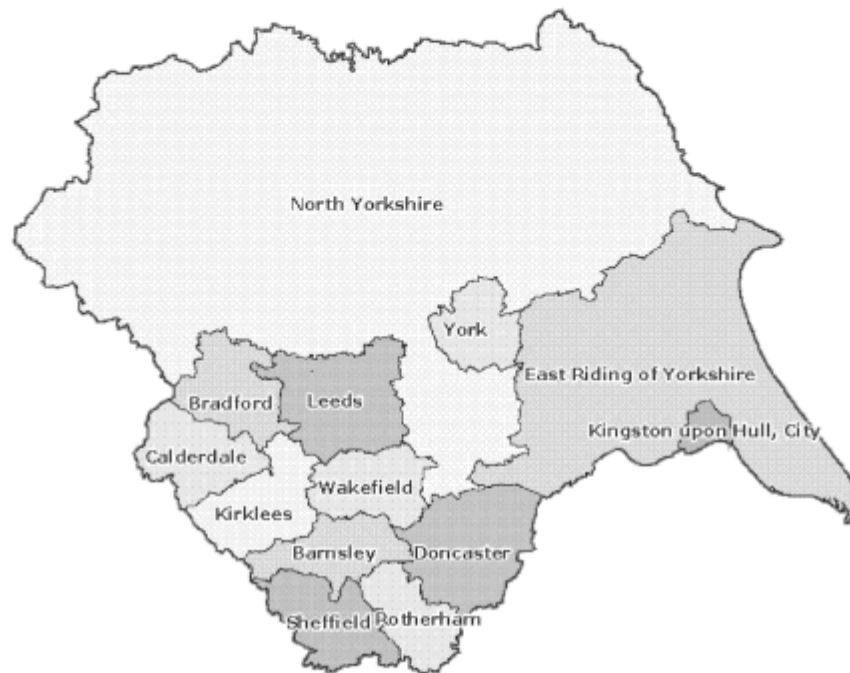 North Yorkshire
York
East Riding of Yorkshire
Bradford
Leeds
Kingston upon Hull, City
Calderdale
Wakefield
Kirklees
Barnsley
Doncaster
Sheffield
Rotherham